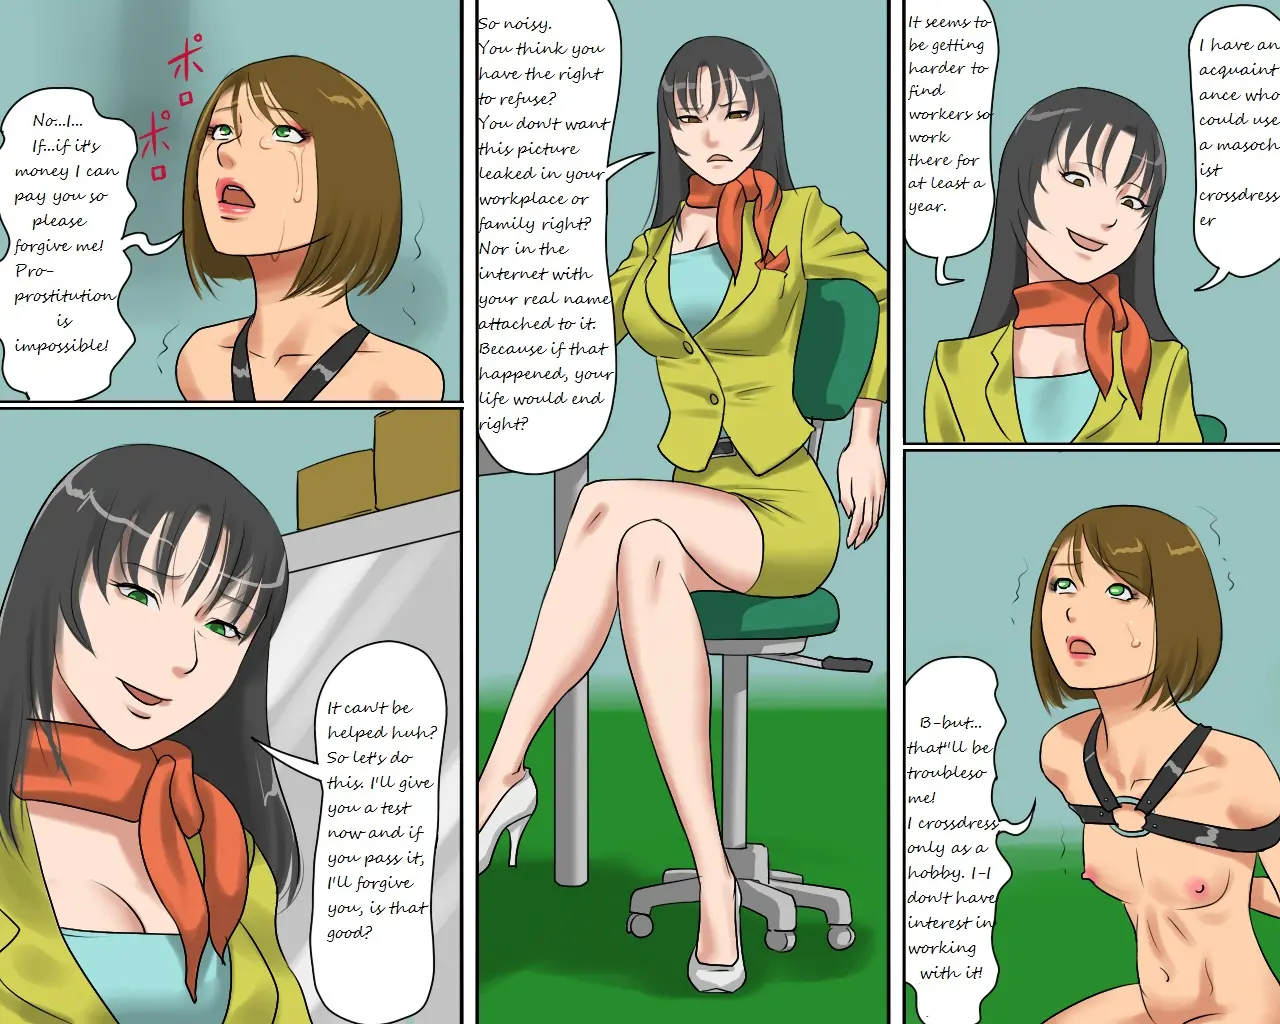 I have an
acquaint
ance who
could use
a masoch
ist
crossdress
er
It seems to
be getting
harder to
find
workers so
work
there for
at least a
year.
B-but...
that'll be
troubleso
me!
I crossdress
only as a
hobby. I-I
don't have
interest in
working
with it!
So noisy.
You think you
have the right
to refuse?
You don't want
this picture
leaked in your
workplace or
family right?
Nor in the
internet with
your real name
attached to it.
Because if that
happened, your
life would end
right?
No...I...
If...if it's
money I can
pay you so
please
forgive me!
Pro-
prostitution
is
impossible!
ポロ
ポロ
It can't be
helped huh?
So let's do
this. I'll give
you a test
now and if
you pass it,
I'll forgive
you, is that
good?